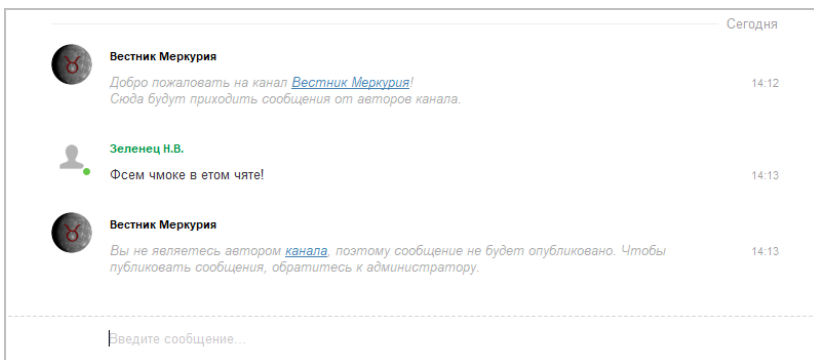 Сегодня
Вестник Меркурия
Добро пожаловать на канал Вестник Меркурия!
14:12
Сюда будут приходить сообщения от авторов канала.
Зеленец Н.В.
Фсем чмоке в етом чяте!
14:13
Вестник Меркурия
Вы не являетесь автором канала, поэтому сообщение не будет опубликовано. Чтобы
14:13
публиковать сообщения, обратитесь к администратору.
Введите сообщение...